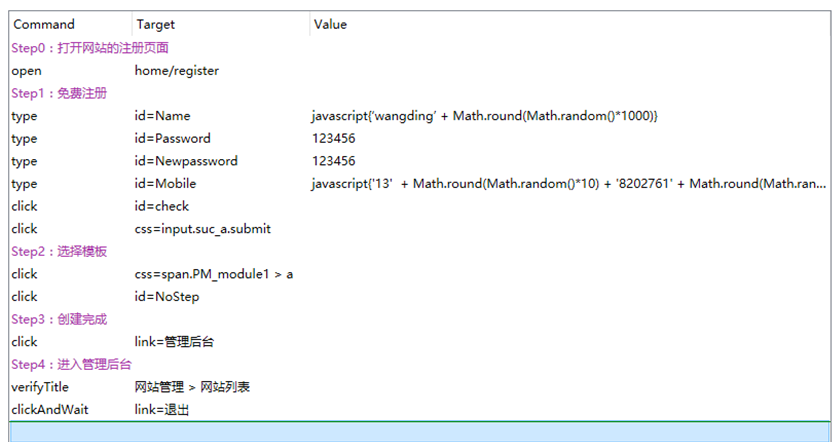 Command Target Value
Step0：打开网站的注册页面
open home/register
Step1：免费注册
type id=Name javascript{'wangding' + Math.round(Math.random()*1000)}
type id=Password 123456
type id=Newpassword 123456
type id=Mobile javascript{'13' + Math.round(Math.random()*10) + '8202761' + Math.round(Math.ran...
click id=check
click css=input.suc_a.submit
Step2：选择模板
click css=span.PM_module1 > a
click id=NoStep
Step3：创建完成
click link=管理后台
Step4：进入管理后台
verifyTitle 网站管理 > 网站列表
clickAndWait link=退出